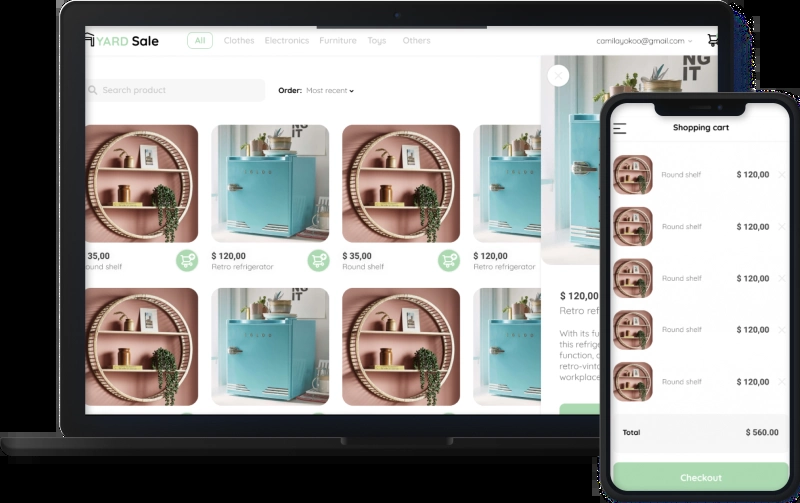 YARD Sale
All
Clothes
Electronics
Furniture
Toys
Others
camilayokoo@gmail.com
Search product
Order: Most recent
NG
IT
35,00
ound shelf
$ 120,00
Retro refrigerator
$ 35,00
Round shelf
$ 120,00
Retro refrigerator
$ 120,00
Retro ref
With its fu
this refrige
function, c
retro-vinta
workplace
Shopping cart
Round shelf
$ 120,00
Round shelf
$ 120,00
Round shelf
$ 120,00
Round shelf
$ 120,00
Round shelf
$ 120,00
Total
$ 560.00
Checkout